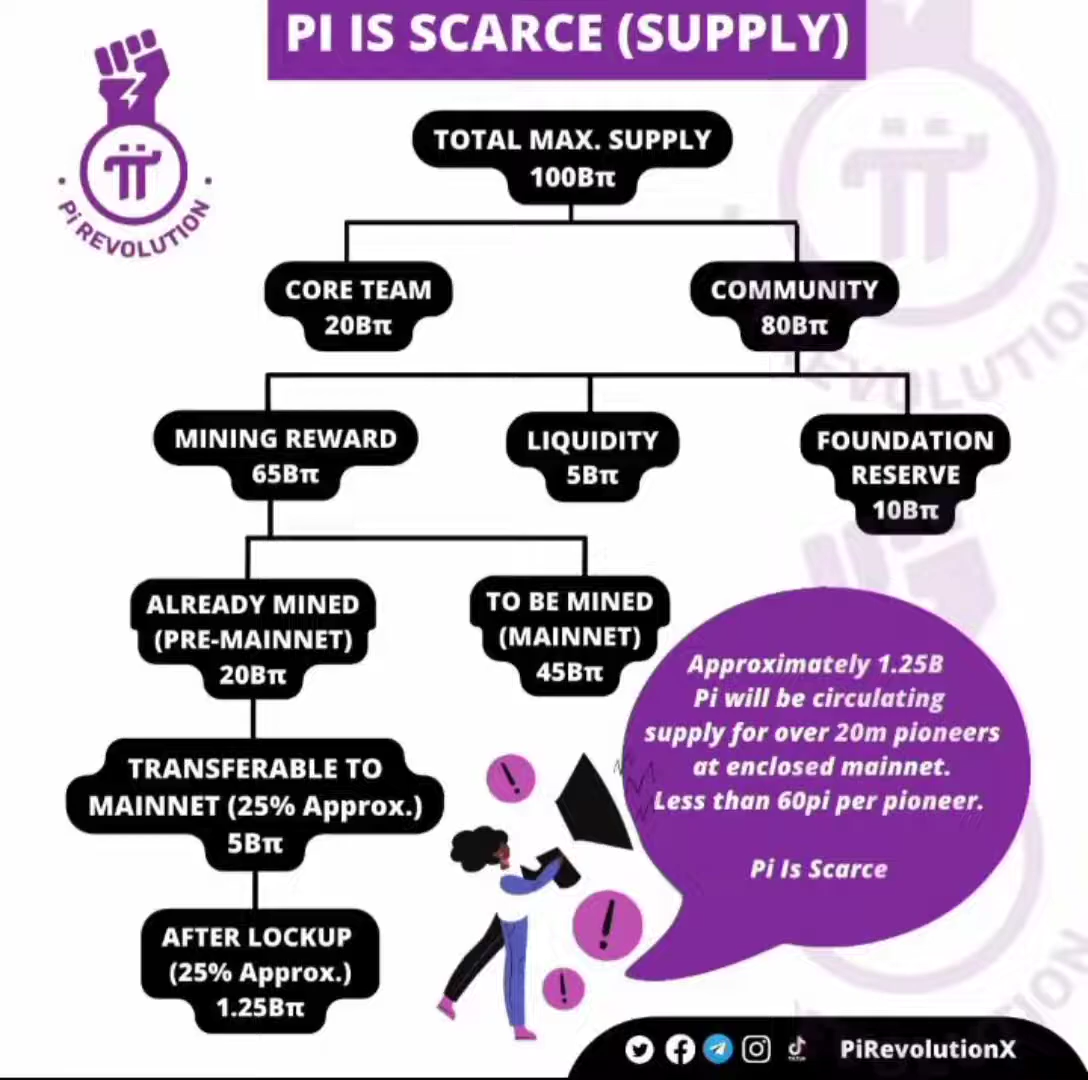 PI IS SCARCE (SUPPLY)
Pi REVOLUTION
TOTAL MAX. SUPPLY
100Bπ
CORE TEAM
20Bπ
COMMUNITY
80Bπ
MINING REWARD
65Bπ
LIQUIDITY
5Bπ
FOUNDATION
RESERVE
10Bπ
ALREADY MINED
(PRE-MAINNET)
20Bπ
TO BE MINED
(MAINNET)
45Bπ
TRANSFERABLE TO
MAINNET (25% Approx.)
5Bπ
AFTER LOCKUP
(25% Approx.)
1.25Bπ
Approximately 1.25B
Pi will be circulating
supply for over 20m pioneers
at enclosed mainnet.
Less than 60pi per pioneer.
Pi Is Scarce
PiRevolutionX